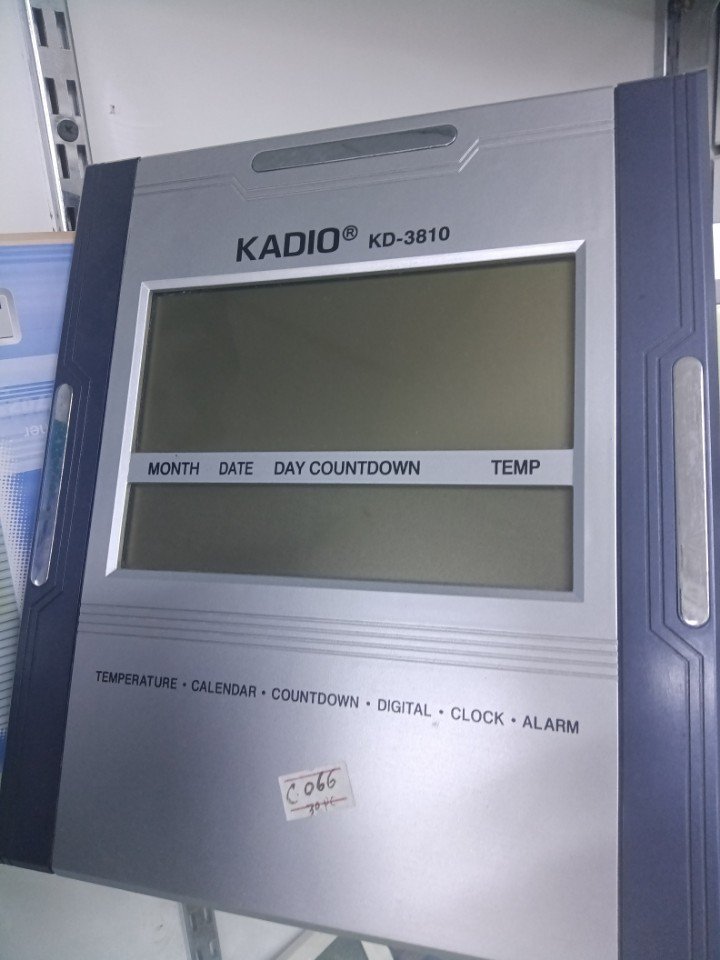 KADIO® KD-3810
MONTH DATE DAY COUNTDOWN TEMP
TEMPERATURE • CALENDAR • COUNTDOWN • DIGITAL • CLOCK • ALARM
C.066